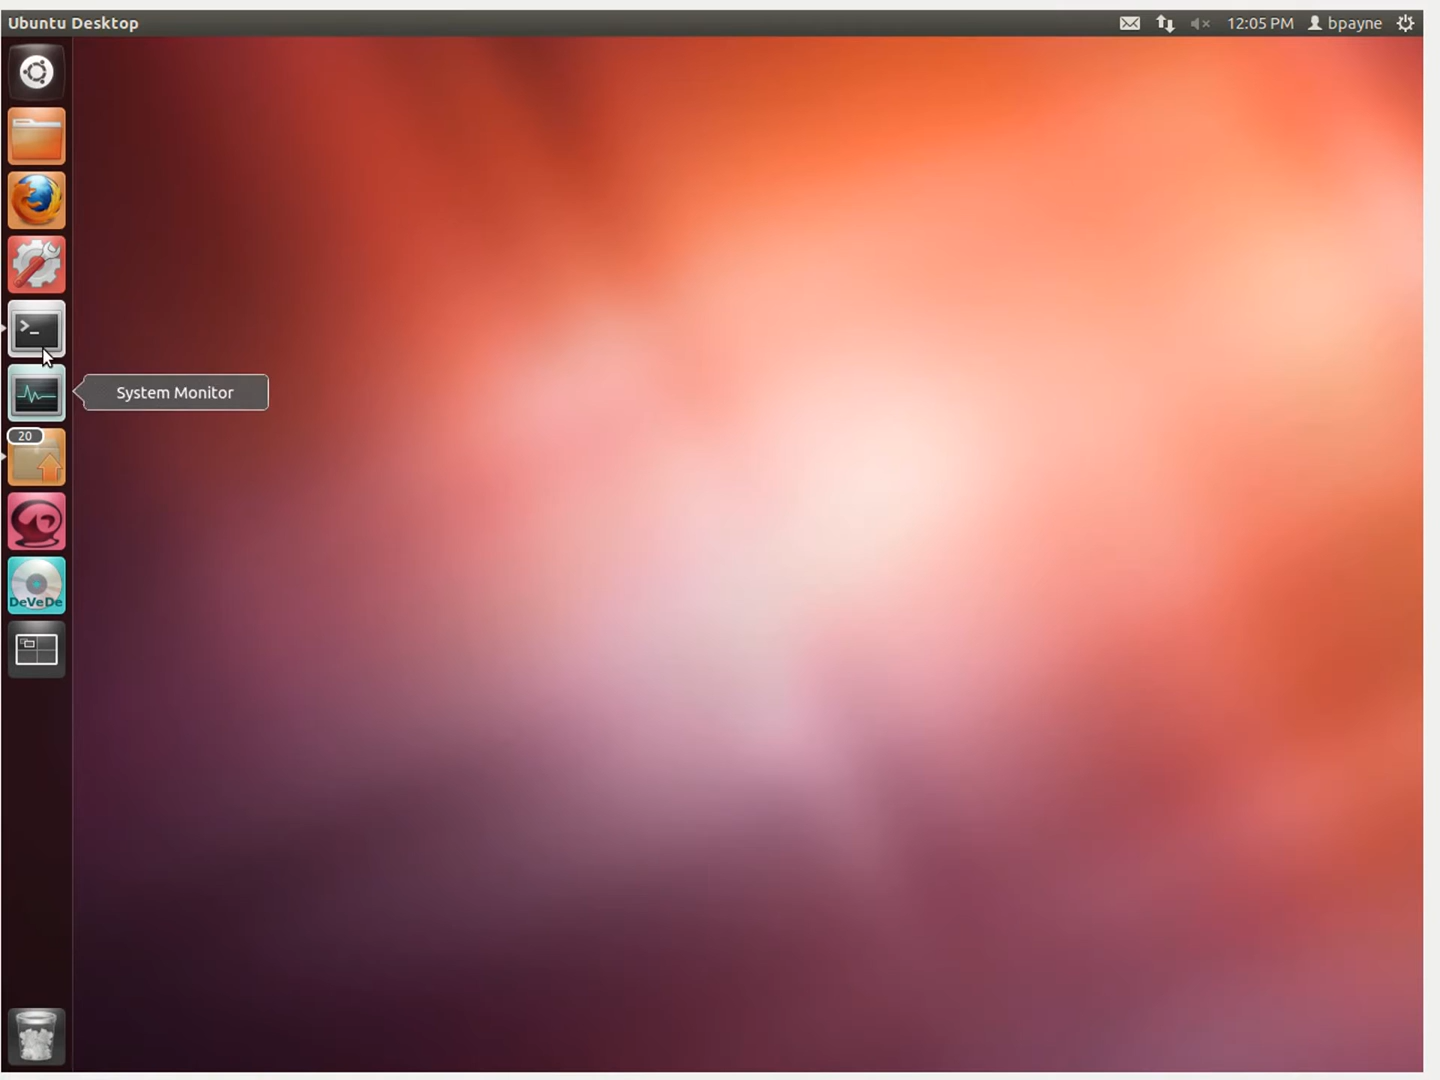 Ubuntu Desktop
12:05 PM
bpayne
>_
System Monitor
20
DeVeDe